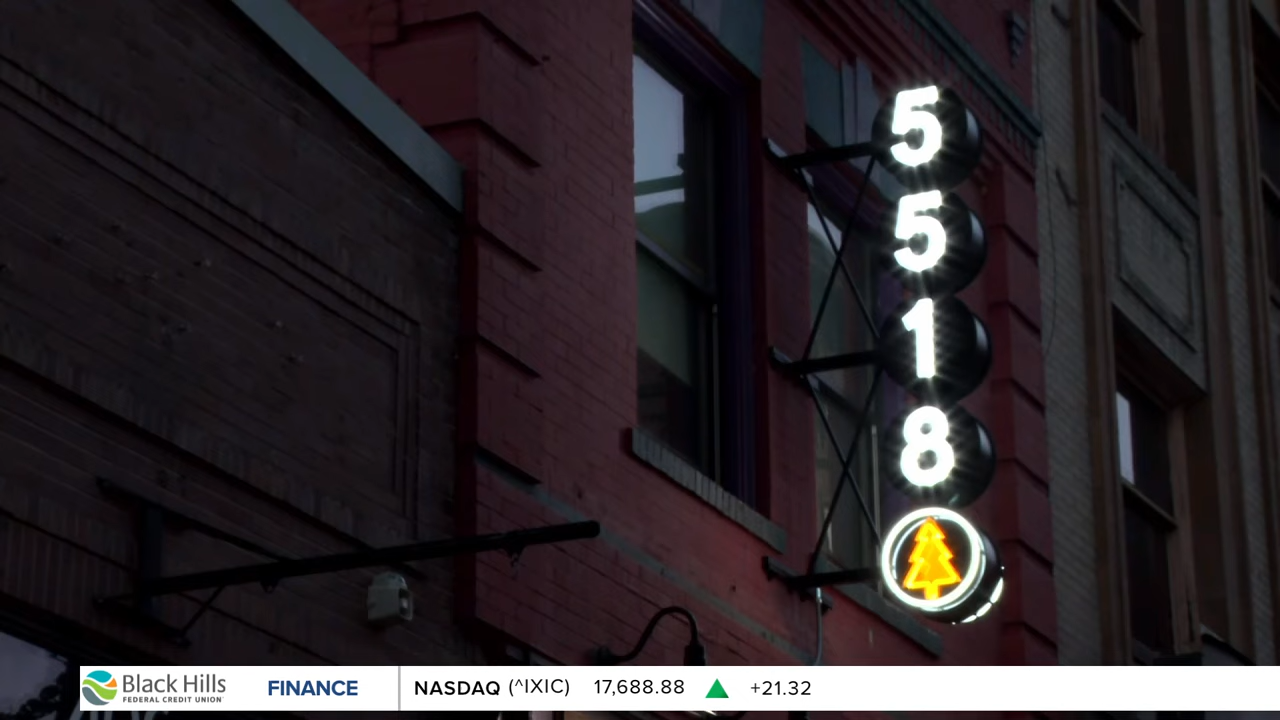 5
5
1
8
Black Hills FINANCE NASDAQ (^IXIC) 17,688.88 +21.32
FEDERAL CREDIT UNION